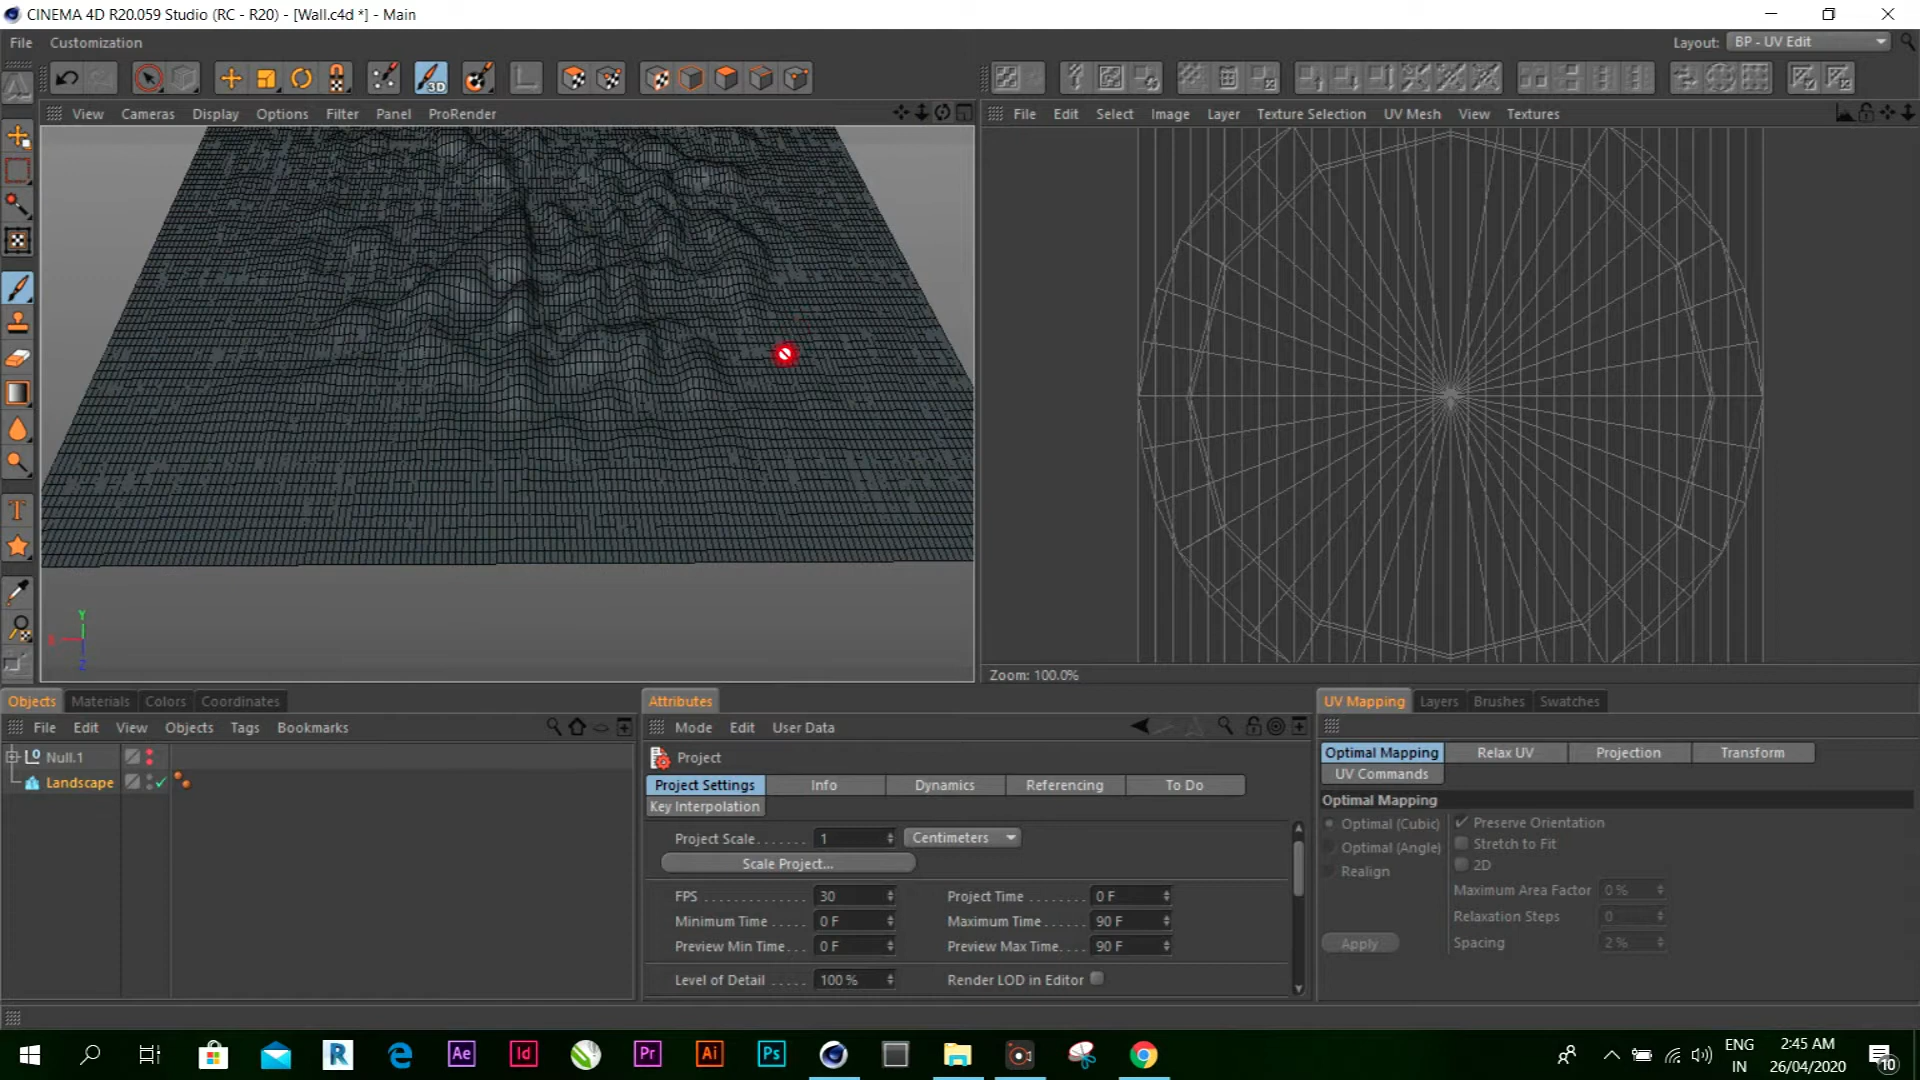 CINEMA 4D R20.059 Studio (RC - R20) - [Wall.c4d *] - Main
File Customization
Layout: BP - UV Edit
3D
View Cameras Display Options Filter Panel ProRender
File Edit Select Image Layer Texture Selection UV Mesh View Textures
Y
X
Z
Zoom: 100.0%
Objects Materials Colors Coordinates
File Edit View Objects Tags Bookmarks
Null.1
Landscape
Attributes
Mode Edit User Data
Project
Project Settings Info Dynamics Referencing To Do
Key Interpolation
Project Scale....... 1 Centimeters
Scale Project...
FPS .............. 30 Project Time ........ 0 F
Minimum Time .... 0 F Maximum Time..... 90 F
Preview Min Time... 0 F Preview Max Time.... 90 F
Level of Detail ..... 100 % Render LOD in Editor
UV Mapping Layers Brushes Swatches
Optimal Mapping Relax UV Projection Transform
UV Commands
Optimal Mapping
Optimal (Cubic) Preserve Orientation
Optimal (Angle) Stretch to Fit
Realign 2D
Maximum Area Factor 0 %
Relaxation Steps 0
Apply Spacing 2 %
R Ae Id Pr Ai Ps
ENG
IN
2:45 AM
26/04/2020
10